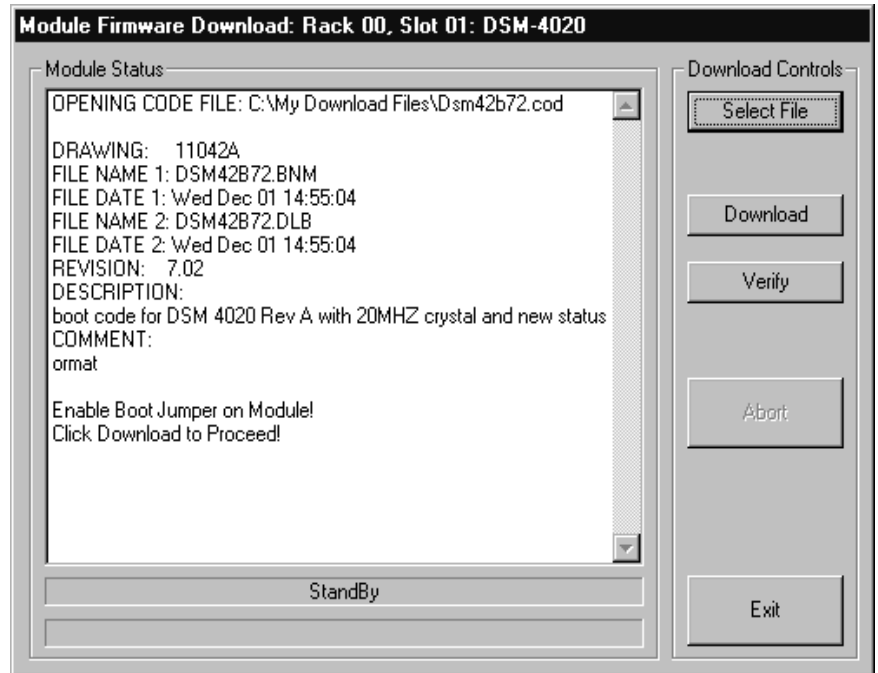 Module Firmware Download: Rack 00, Slot 01: DSM-4020
Module Status
OPENING CODE FILE: C:\My Download Files\Dsm42b72.cod
DRAWING: 11042A
FILE NAME 1: DSM42B72.BNM
FILE DATE 1: Wed Dec 01 14:55:04
FILE NAME 2: DSM42B72.DLB
FILE DATE 2: Wed Dec 01 14:55:04
REVISION: 7.02
DESCRIPTION:
boot code for DSM 4020 Rev A with 20MHZ crystal and new status
COMMENT:
ormat
Enable Boot Jumper on Module!
Click Download to Proceed!
StandBy
Download Controls
Select File
Download
Verify
Abort
Exit